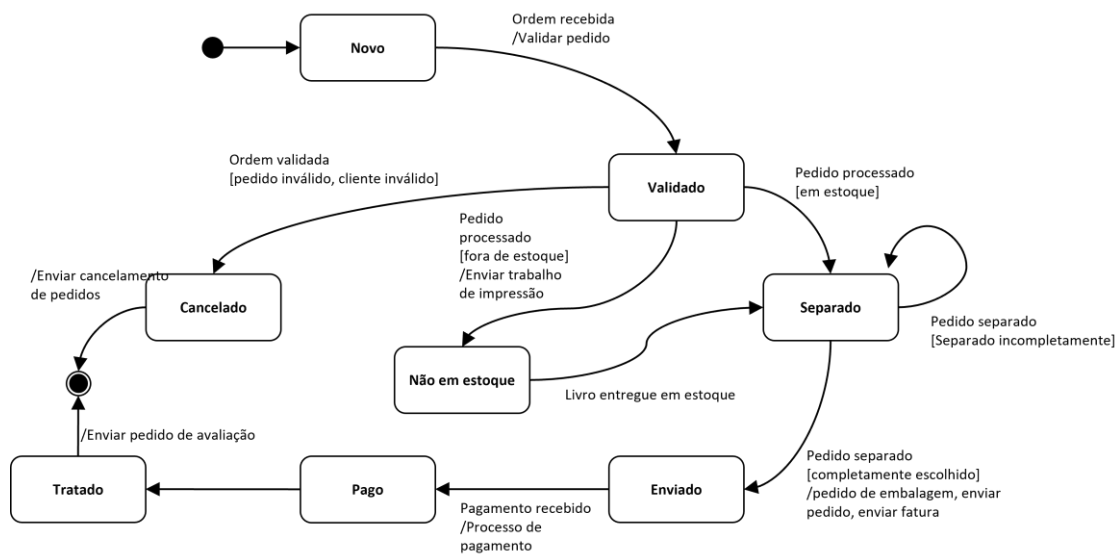 Ordem recebida
/Validar pedido
Novo
Ordem validada
[pedido inválido, cliente inválido]
Validado
Pedido processado
[em estoque]
Pedido
processado
[fora de estoque]
/Enviar trabalho
de impressão
/Enviar cancelamento
de pedidos
Cancelado
Separado
Pedido separado
[Separado incompletamente]
Não em estoque
Livro entregue em estoque
/Enviar pedido de avaliação
Pedido separado
[completamente escolhido]
/pedido de embalagem, enviar
pedido, enviar fatura
Tratado
Pago
Enviado
Pagamento recebido
/Processo de
pagamento